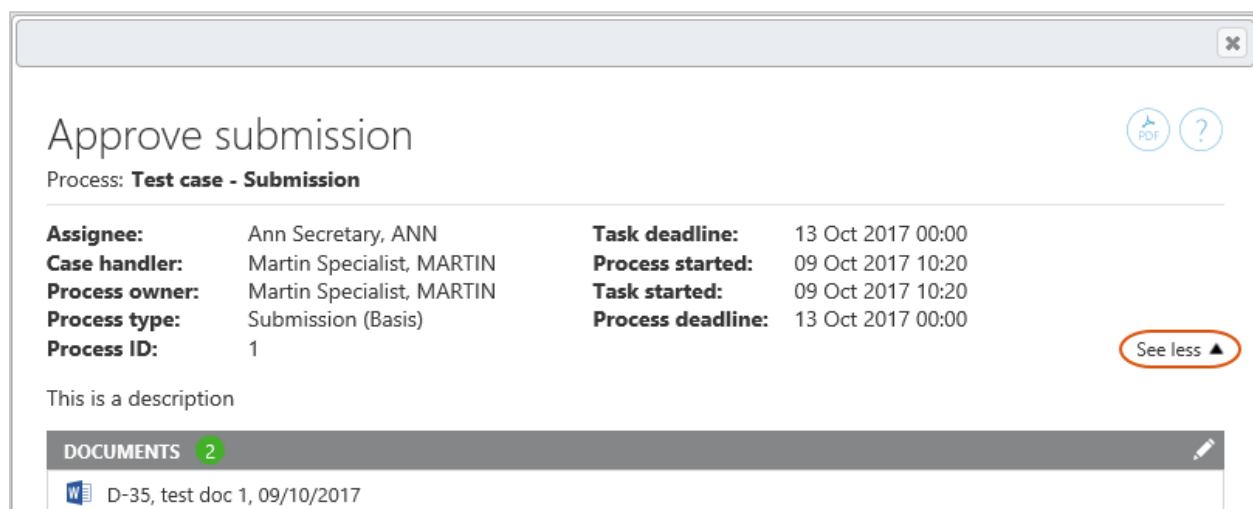 Approve submission
PDF ?
Process: Test case - Submission
Assignee: Ann Secretary, ANN Task deadline: 13 Oct 2017 00:00
Case handler: Martin Specialist, MARTIN Process started: 09 Oct 2017 10:20
Process owner: Martin Specialist, MARTIN Task started: 09 Oct 2017 10:20
Process type: Submission (Basis) Process deadline: 13 Oct 2017 00:00
Process ID: 1
See less ▲
This is a description
DOCUMENTS 2
W D-35, test doc 1, 09/10/2017